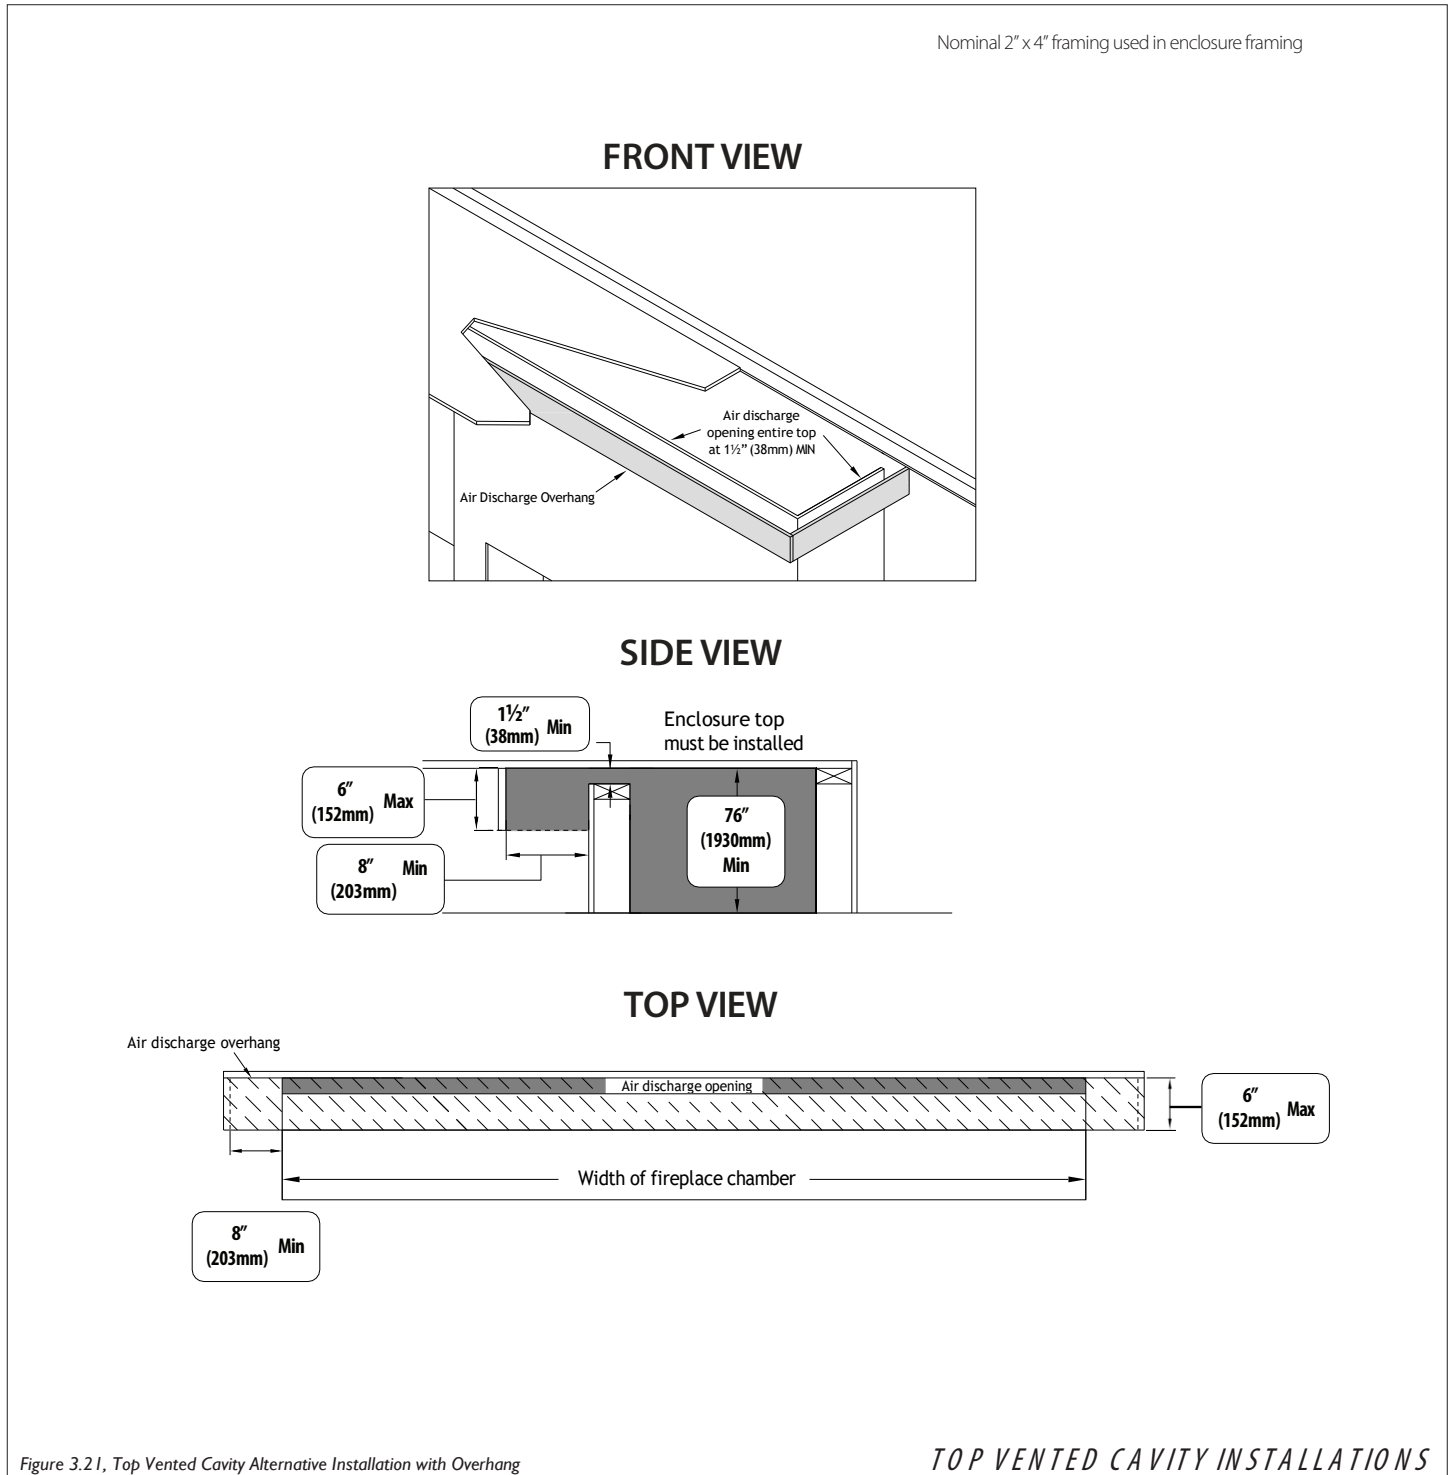 Nominal 2" x 4" framing used in enclosure framing
FRONT VIEW
Air discharge
opening entire top
at 1½" (38mm) MIN
Air Discharge Overhang
SIDE VIEW
1½"
(38mm) Min
Enclosure top
must be installed
6"
(152mm) Max
76"
(1930mm)
Min
8" Min
(203mm)
TOP VIEW
Air discharge overhang
Air discharge opening
6"
(152mm) Max
Width of fireplace chamber
8"
(203mm) Min
Figure 3.21, Top Vented Cavity Alternative Installation with Overhang
TOP VENTED CAVITY INSTALLATIONS